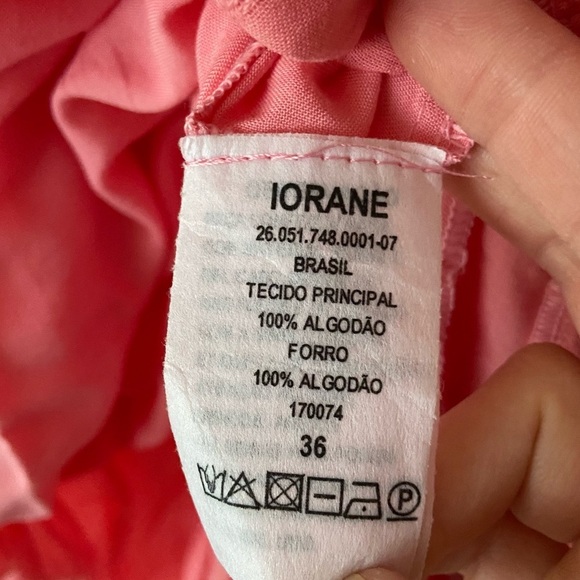 IORANE
26.051.748.0001-07
BRASIL
TECIDO PRINCIPAL
100% ALGODÃO
FORRO
100% ALGODÃO
170074
36
P